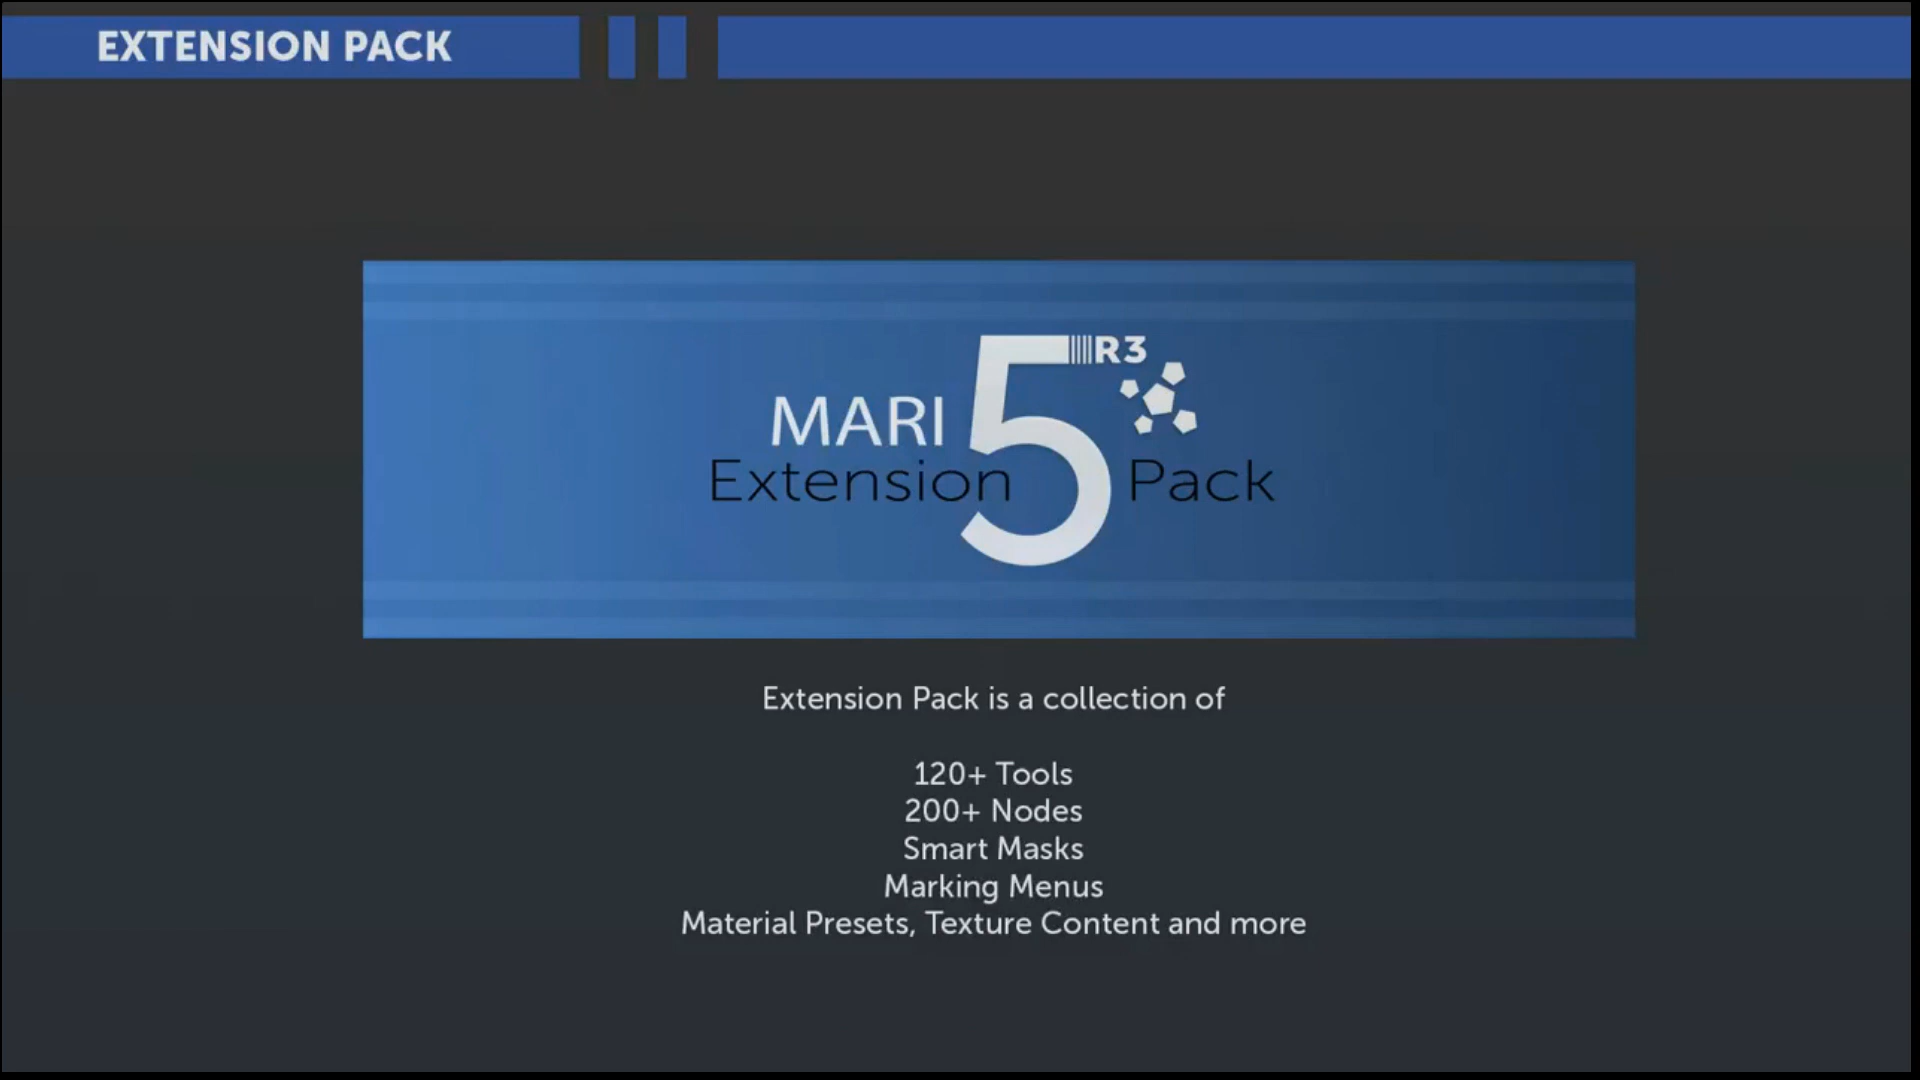 EXTENSION PACK
MARI 5 R3
Extension Pack
Extension Pack is a collection of
120+ Tools
200+ Nodes
Smart Masks
Marking Menus
Material Presets, Texture Content and more